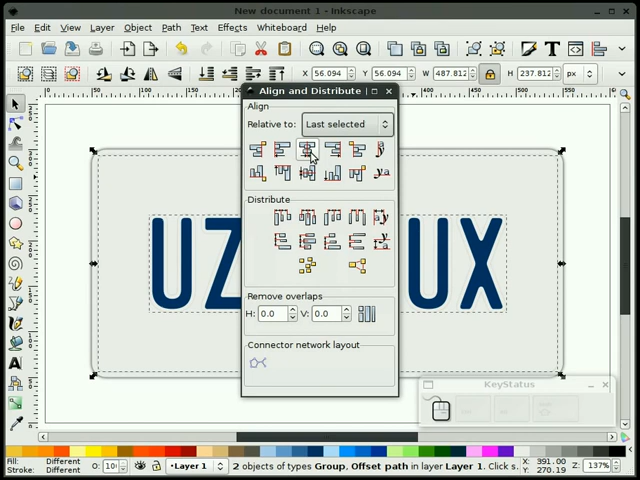 New document 1 - Inkscape
File Edit View Layer Object Path Text Effects Whiteboard Help
X 56.094 Y 56.094 W 487.812 H 237.812 px
Align and Distribute
Align
Relative to: Last selected
Distribute
Remove overlaps
H: 0.0 V: 0.0
Connector network layout
UZ UX
KeyStatus
Fill: Different
Stroke: Different
O: 10
Layer 1
2 objects of types Group, Offset path in layer Layer 1. Click s.
X: 391.00
Y: 270.19
Z: 137%